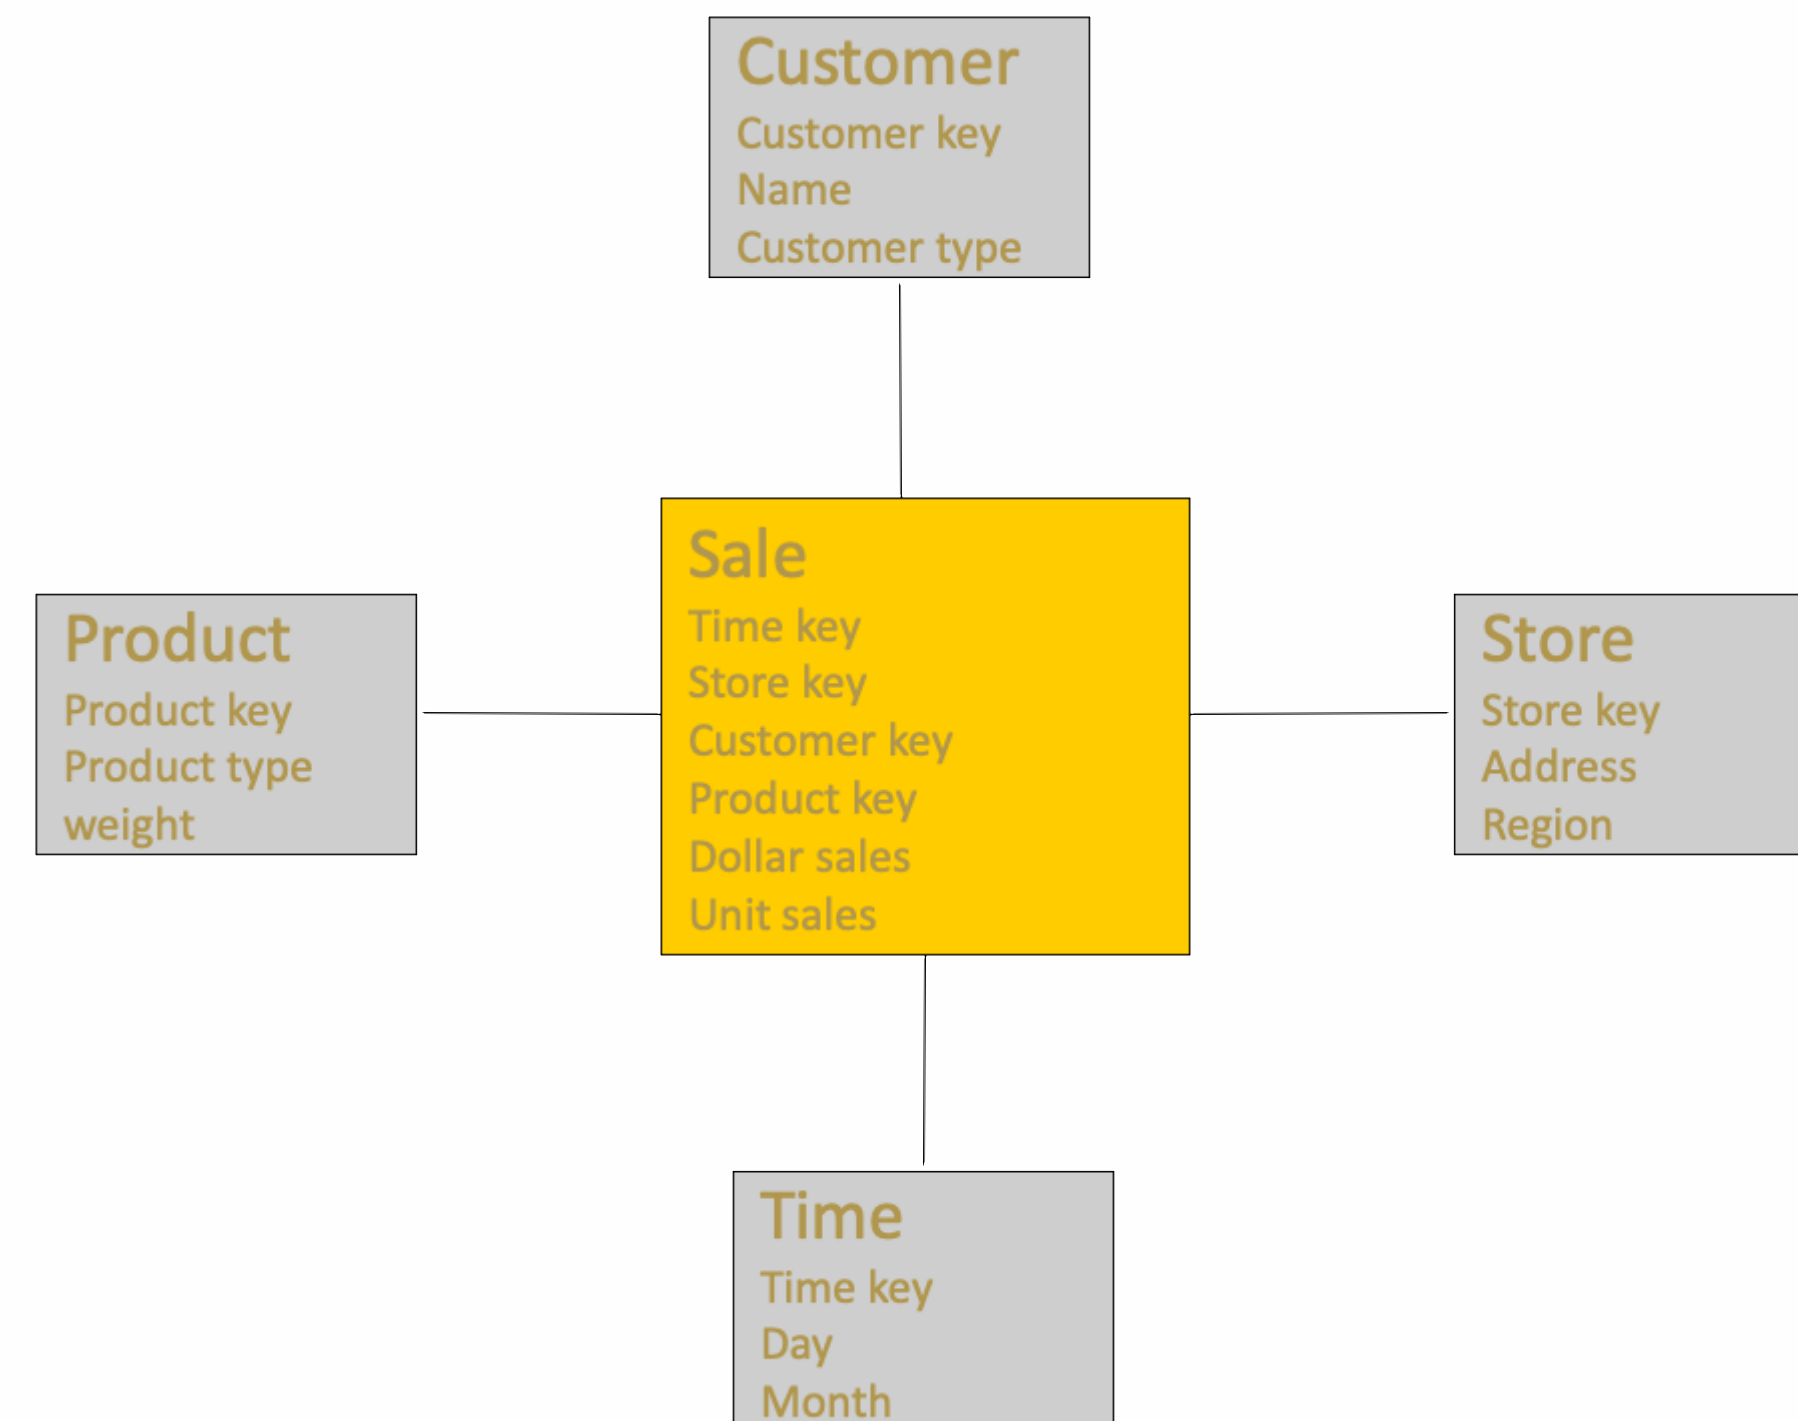 Customer
Customer key
Name
Customer type
Sale
Time key
Store key
Customer key
Product key
Dollar sales
Unit sales
Product
Product key
Product type
weight
Store
Store key
Address
Region
Time
Time key
Day
Month